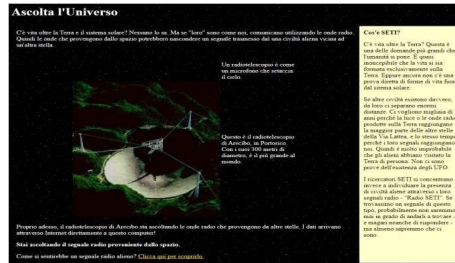 Ascolta l'Universo
C'è vita oltre la Terra e il sistema solare? Nessuno lo sa. Ma se "loro" sono come noi, comunicano utilizzando le onde radio.
Quindi le onde che provengono dallo spazio potrebbero nascondere un segnale trasmesso dal una civiltà aliena vicina ad
un'altra stella.
Un radiotelescopio è come
un microfono che setaccia
il cielo.
Questo è il radiotelescopio
di Arecibo, in Portorico.
Con i suoi 300 metri di
diametro, è il più grande al
mondo.
Proprio adesso, il radiotelescopio di Arecibo sta ascoltando le onde radio che provengono da altre stelle. I dati arrivano
attraverso Internet direttamente a questo computer!
Stai ascoltando il segnale radio proveniente dallo spazio.
Come si sentirebbe un segnale radio alieno? Clicca qui per scoprirlo.
Cos'è SETI?
C'è vita oltre la Terra? Questa è
una delle domande più grandi che
l'umanità si pone. È quasi
inconcepibile che la vita si sia
formata esclusivamente sulla
Terra. Eppure ancora non c'è una
prova diretta di forme di vita fuori
dal sistema solare.
Se altre civiltà esistono davvero,
da loro ci separano enormi
distanze. Ci vogliono migliaia di
anni perché la luce o le onde radio
prodotte sulla Terra raggiungano
la maggior parte delle altre stelle
della Via Lattea, e lo stesso tempo
perché i loro segnali raggiungano
noi. Quindi è molto improbabile
che gli alieni abbiano visitato la
Terra di persona. Non ci sono
prove dell'esistenza degli UFO.
I ricercatori SETI si concentrano
invece a individuare la presenza
di civiltà aliene attraverso i loro
segnali radio - "Radio SETI". Se
trovassimo un segnale di questo
tipo, probabilmente non saremmo
mai in grado di andarli a trovare -
e magari neanche di rispondere -
ma almeno sapremmo che ci
sono.